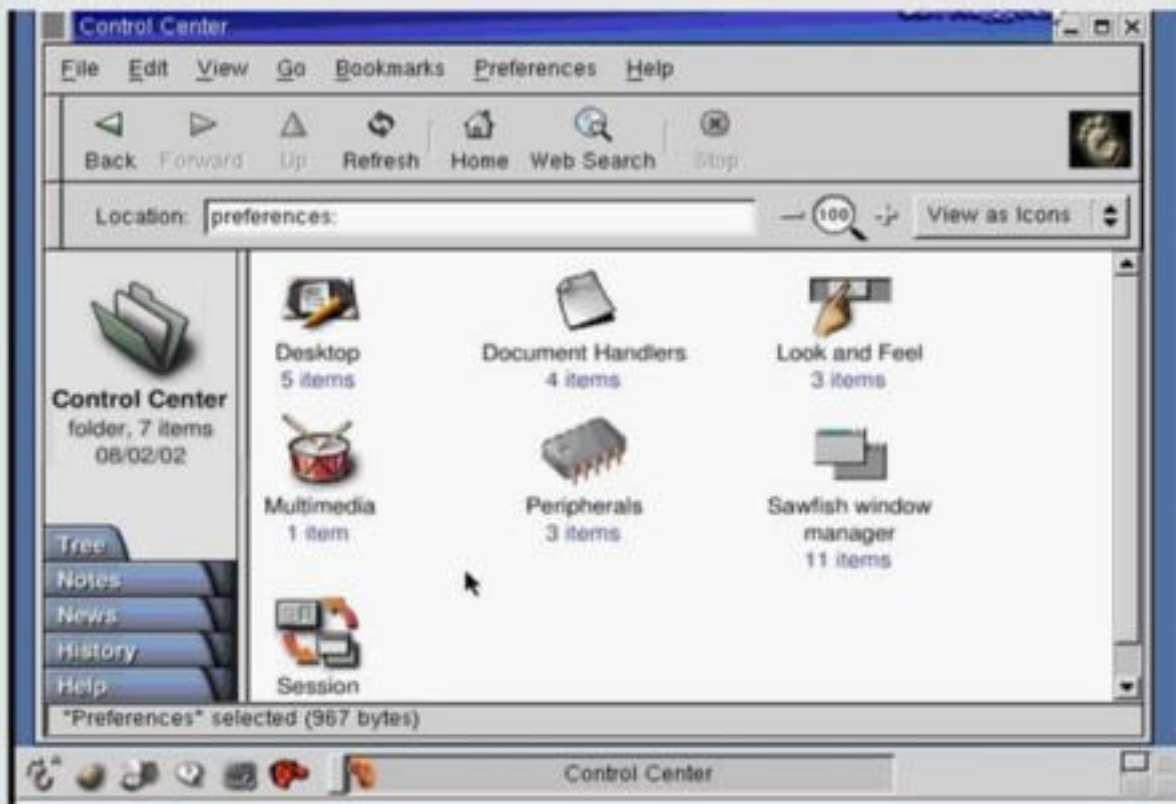 Control Center
File Edit View Go Bookmarks Preferences Help
Back Forward Up Refresh Home Web Search Stop
Location: preferences: 100 View as Icons
Control Center
folder, 7 items
08/02/02
Desktop
5 items
Document Handlers
4 items
Look and Feel
3 items
Multimedia
1 item
Peripherals
3 items
Sawfish window
manager
11 items
Session
Tree
Notes
News
History
Help
"Preferences" selected (967 bytes)
Control Center